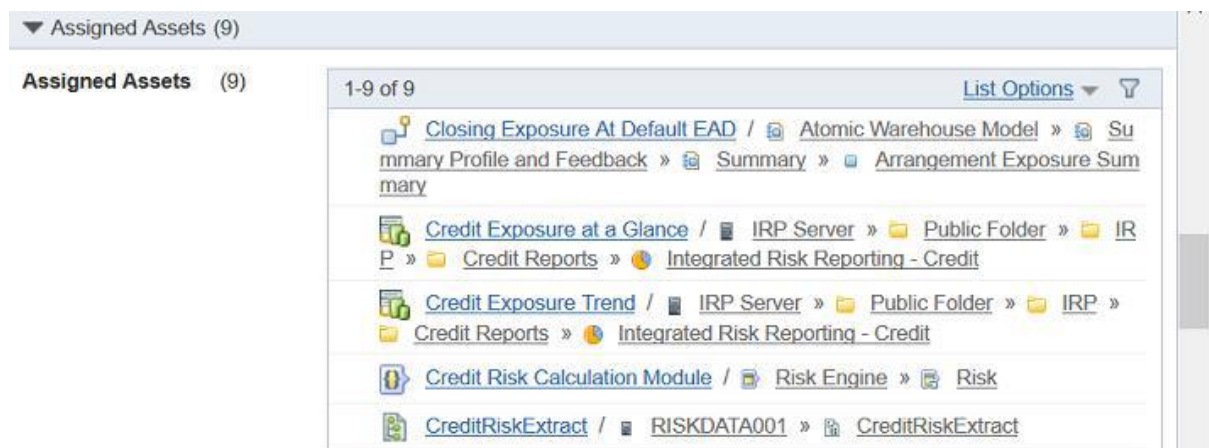 Assigned Assets (9)
Assigned Assets (9)
1-9 of 9 List Options
Closing Exposure At Default EAD / Atomic Warehouse Model » Su
mmary Profile and Feedback » Summary » Arrangement Exposure Sum
mary
Credit Exposure at a Glance / IRP Server » Public Folder » IR
P » Credit Reports » Integrated Risk Reporting - Credit
Credit Exposure Trend / IRP Server » Public Folder » IRP »
Credit Reports » Integrated Risk Reporting - Credit
Credit Risk Calculation Module / Risk Engine » Risk
CreditRiskExtract / RISKDATA001 » CreditRiskExtract